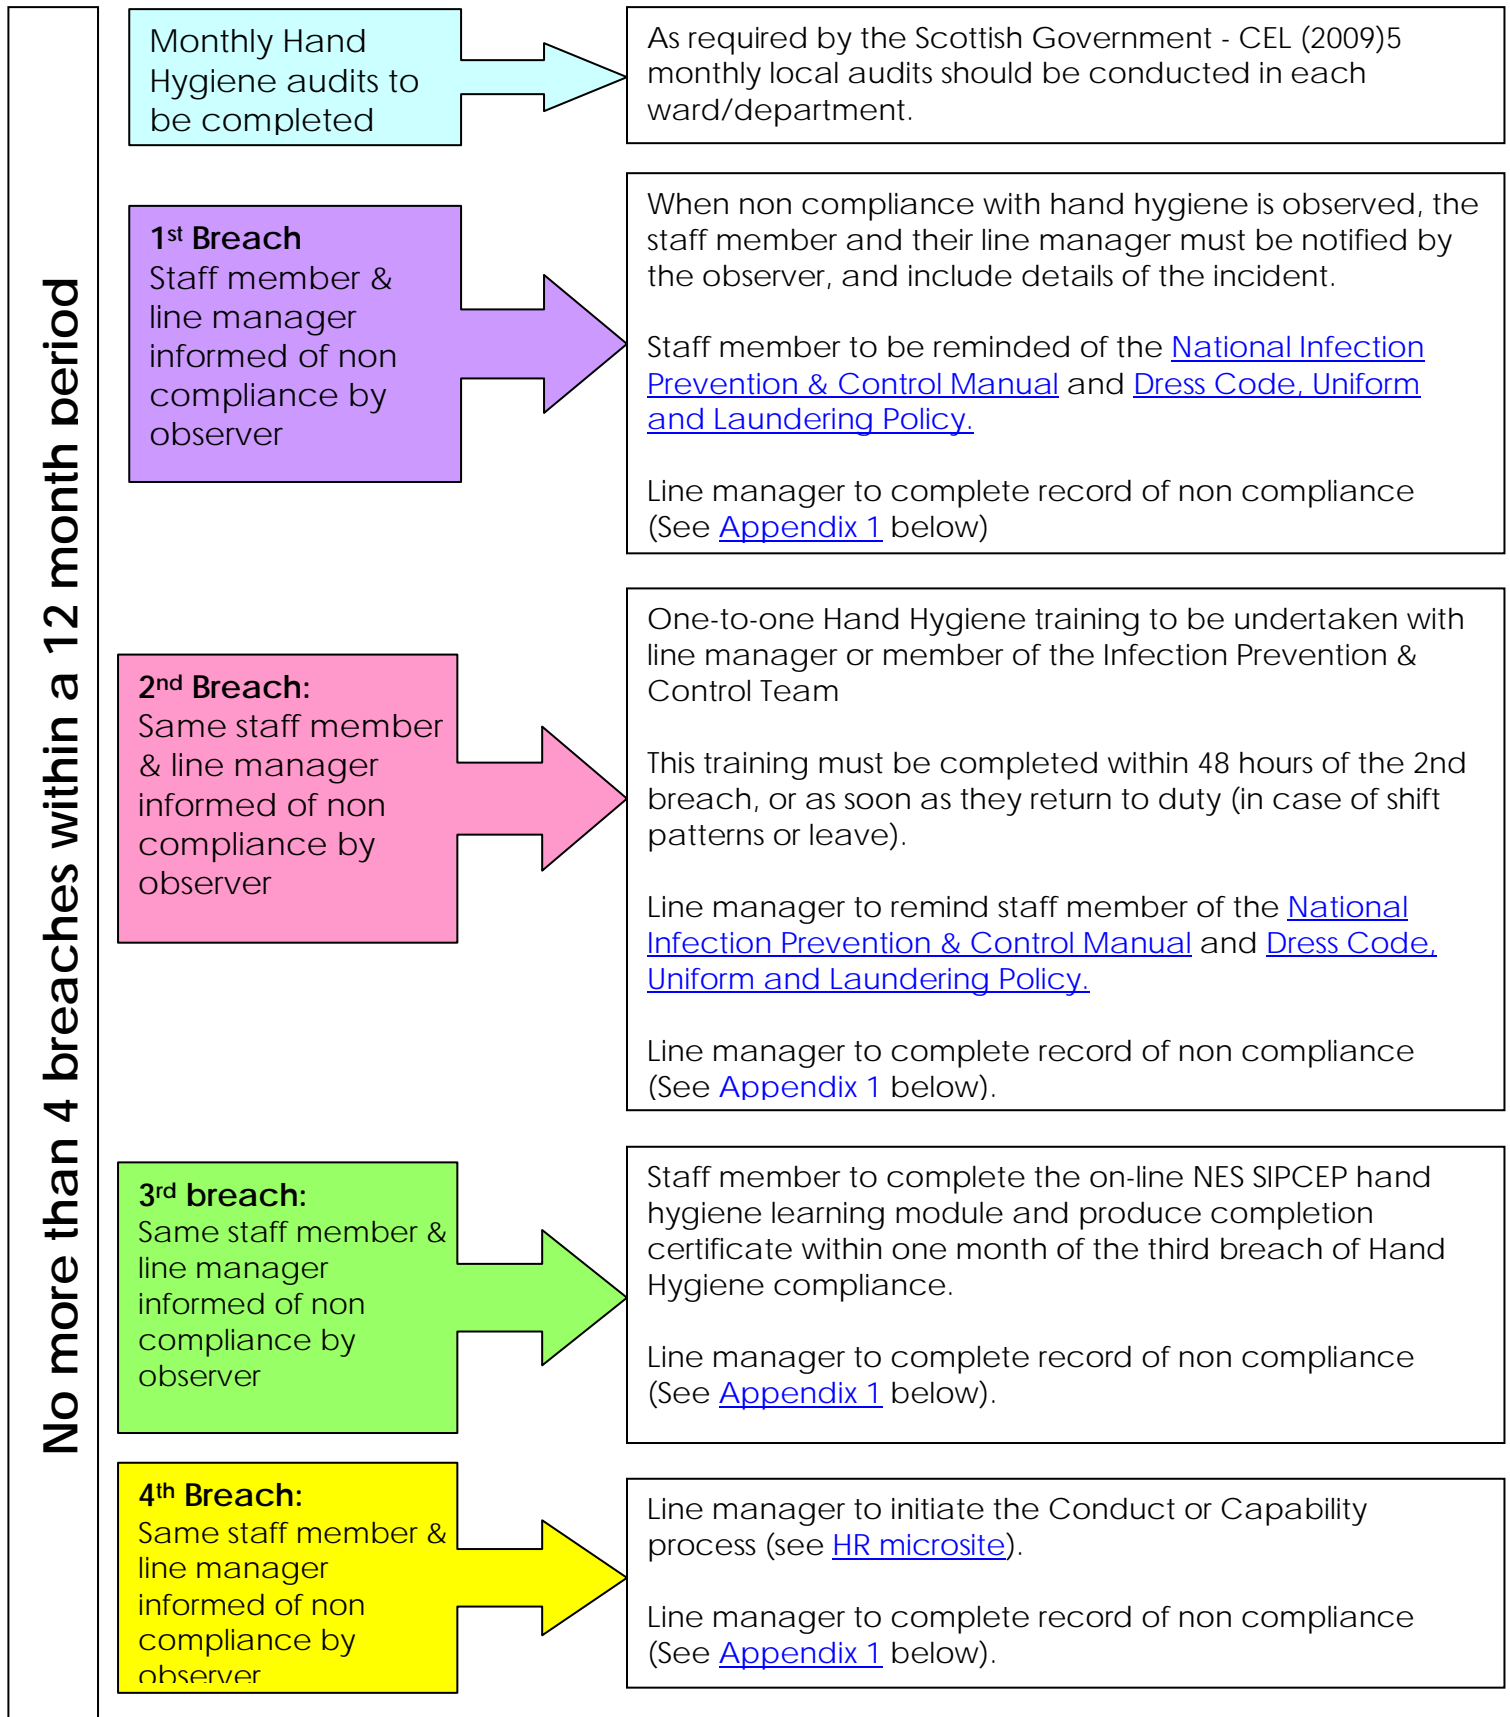 No more than 4 breaches within a 12 month period
Monthly Hand
Hygiene audits to
be completed
As required by the Scottish Government - CEL (2009)5
monthly local audits should be conducted in each
ward/department.
1st Breach
Staff member &
line manager
informed of non
compliance by
observer
When non compliance with hand hygiene is observed, the
staff member and their line manager must be notified by
the observer, and include details of the incident.
Staff member to be reminded of the National Infection
Prevention & Control Manual and Dress Code, Uniform
and Laundering Policy.
Line manager to complete record of non compliance
(See Appendix 1 below)
2nd Breach:
Same staff member
& line manager
informed of non
compliance by
observer
One-to-one Hand Hygiene training to be undertaken with
line manager or member of the Infection Prevention &
Control Team
This training must be completed within 48 hours of the 2nd
breach, or as soon as they return to duty (in case of shift
patterns or leave).
Line manager to remind staff member of the National
Infection Prevention & Control Manual and Dress Code,
Uniform and Laundering Policy.
Line manager to complete record of non compliance
(See Appendix 1 below).
3rd breach:
Same staff member &
line manager
informed of non
compliance by
observer
Staff member to complete the on-line NES SIPCEP hand
hygiene learning module and produce completion
certificate within one month of the third breach of Hand
Hygiene compliance.
Line manager to complete record of non compliance
(See Appendix 1 below).
4th Breach:
Same staff member &
line manager
informed of non
compliance by
observer
Line manager to initiate the Conduct or Capability
process (see HR microsite).
Line manager to complete record of non compliance
(See Appendix 1 below).